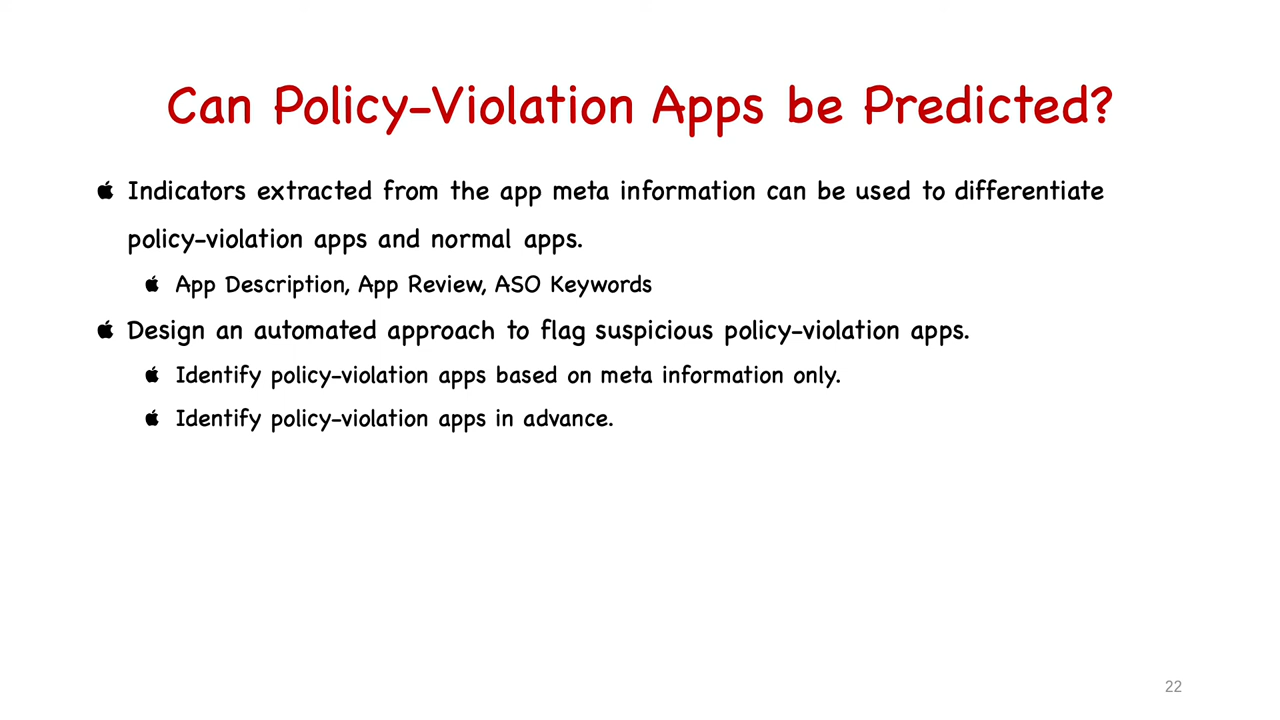 Can Policy-Violation Apps be Predicted?
Indicators extracted from the app meta information can be used to differentiate
policy-violation apps and normal apps.
App Description, App Review, ASO Keywords
Design an automated approach to flag suspicious policy-violation apps.
Identify policy-violation apps based on meta information only.
Identify policy-violation apps in advance.
22